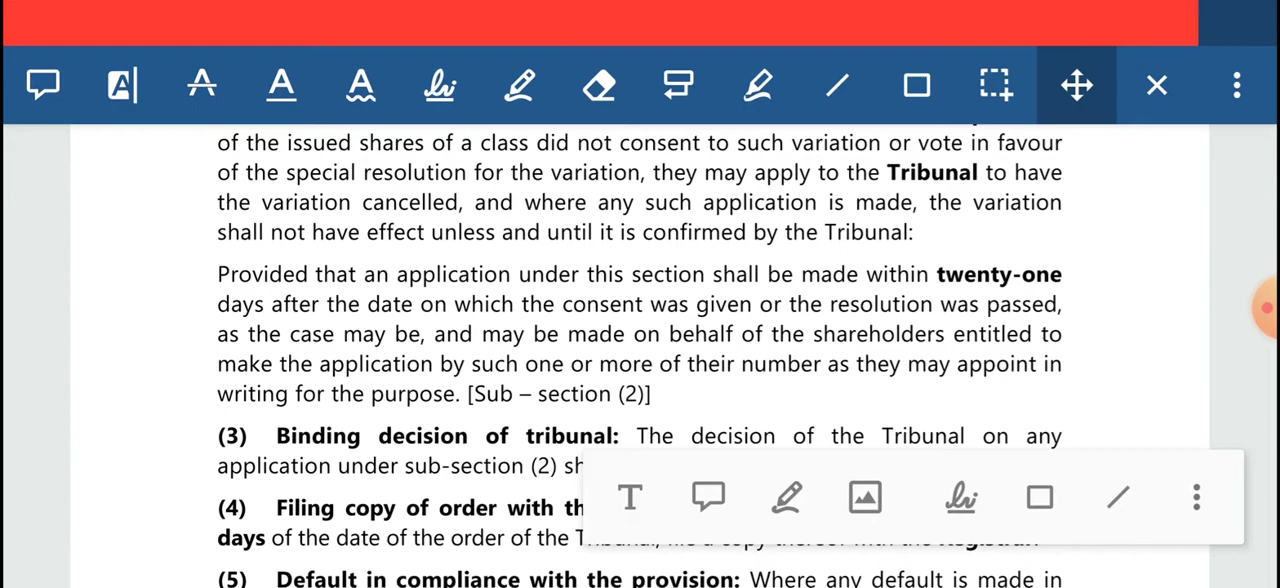 of the issued shares of a class did not consent to such variation or vote in favour
of the special resolution for the variation, they may apply to the Tribunal to have
the variation cancelled, and where any such application is made, the variation
shall not have effect unless and until it is confirmed by the Tribunal:
Provided that an application under this section shall be made within twenty-one
days after the date on which the consent was given or the resolution was passed,
as the case may be, and may be made on behalf of the shareholders entitled to
make the application by such one or more of their number as they may appoint in
writing for the purpose. [Sub – section (2)]
(3) Binding decision of tribunal: The decision of the Tribunal on any
application under sub-section (2) sh
(4) Filing copy of order with th
days of the date of the order of the
(5) Default in compliance with the provision: Where any default is made in